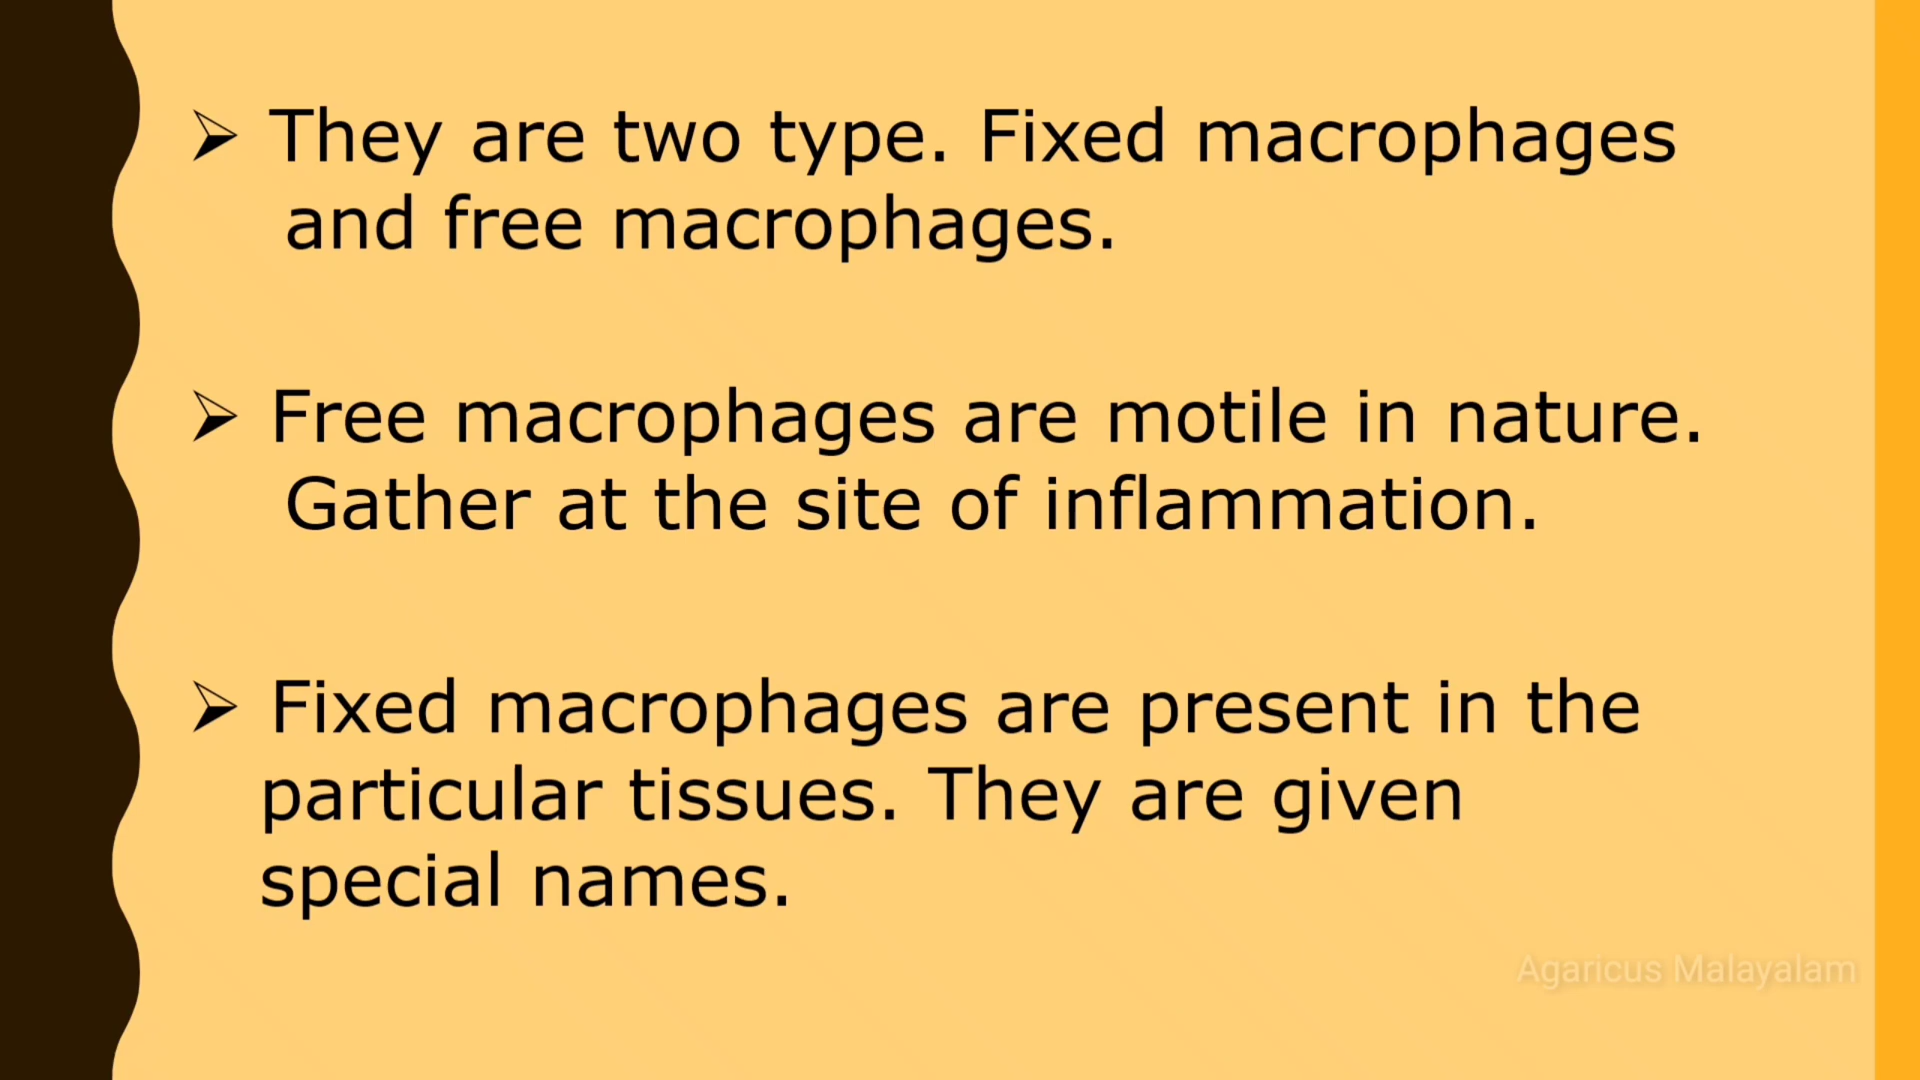 ➢ They are two type. Fixed macrophages
and free macrophages.
➢ Free macrophages are motile in nature.
Gather at the site of inflammation.
➢ Fixed macrophages are present in the
particular tissues. They are given
special names.
Agaricus Malayalam